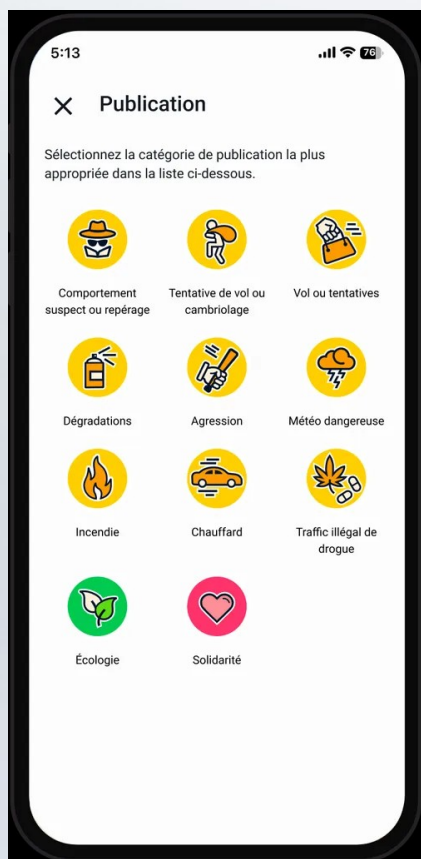 5:13
76
Publication
Sélectionnez la catégorie de publication la plus
appropriée dans la liste ci-dessous.
Comportement
suspect ou repérage
Tentative de vol ou
cambriolage
Vol ou tentatives
Dégradations
Agression
Météo dangereuse
Incendie
Chauffard
Traffic illégal de
drogue
Écologie
Solidarité